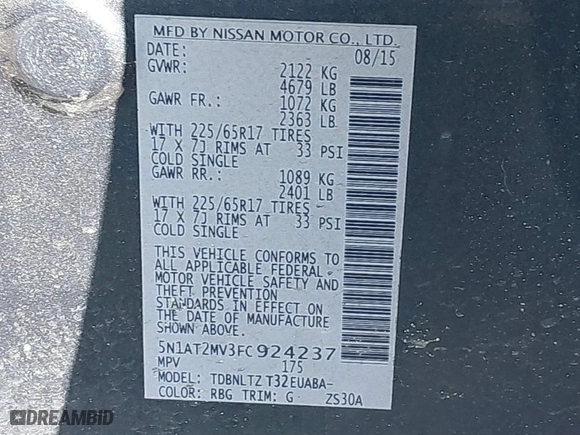 MFD BY NISSAN MOTOR CO., LTD.
DATE: 08/15
GVWR: 2122 KG
4679 LB
GAWR FR.: 1072 KG
2363 LB
WITH 225/65R17 TIRES
17 X 7J RIMS AT 33 PSI
COLD SINGLE
GAWR RR.: 1089 KG
2401 LB
WITH 225/65R17 TIRES
17 X 7J RIMS AT 33 PSI
COLD SINGLE
THIS VEHICLE CONFORMS TO
ALL APPLICABLE FEDERAL
MOTOR VEHICLE SAFETY AND
THEFT PREVENTION
STANDARDS IN EFFECT ON
THE DATE OF MANUFACTURE
SHOWN ABOVE.
5N1AT2MV3FC924237
MPV 175
MODEL: TDBNLTZ T32EUABA-
COLOR: RBG TRIM: G ZS30A
DREAMBID